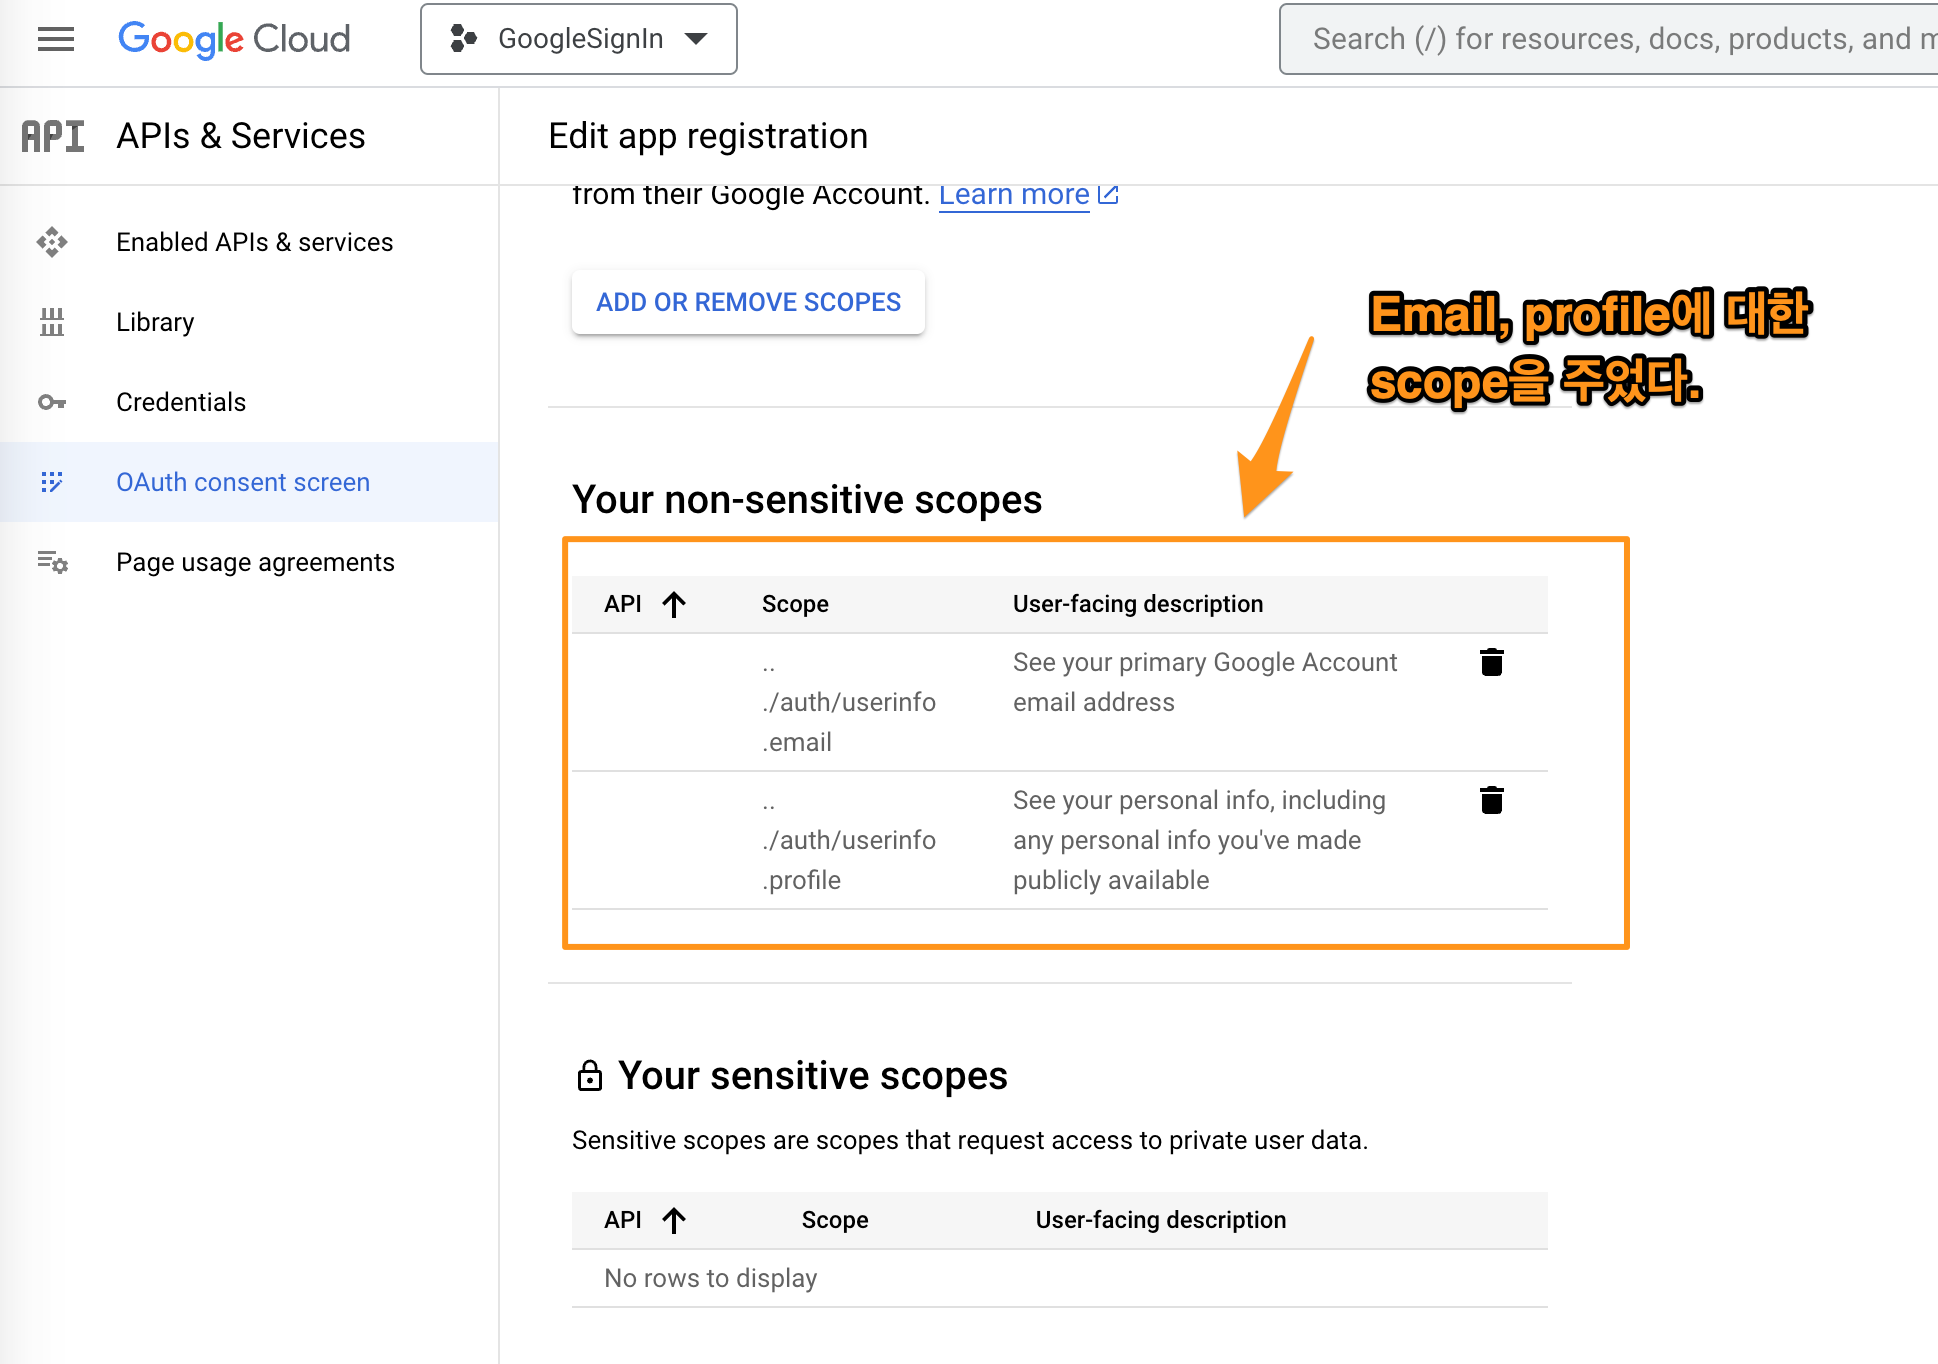 Google Cloud
GoogleSignIn
Search (/) for resources, docs, products, and m
API
APIs & Services
Edit app registration
from their Google Account. Learn more
Enabled APIs & services
Library
Credentials
OAuth consent screen
Page usage agreements
ADD OR REMOVE SCOPES
Email, profile에 대한
scope을 주었다.
Your non-sensitive scopes
API Scope User-facing description
..
./auth/userinfo
.email
See your primary Google Account
email address
..
./auth/userinfo
.profile
See your personal info, including
any personal info you've made
publicly available
Your sensitive scopes
Sensitive scopes are scopes that request access to private user data.
API Scope User-facing description
No rows to display